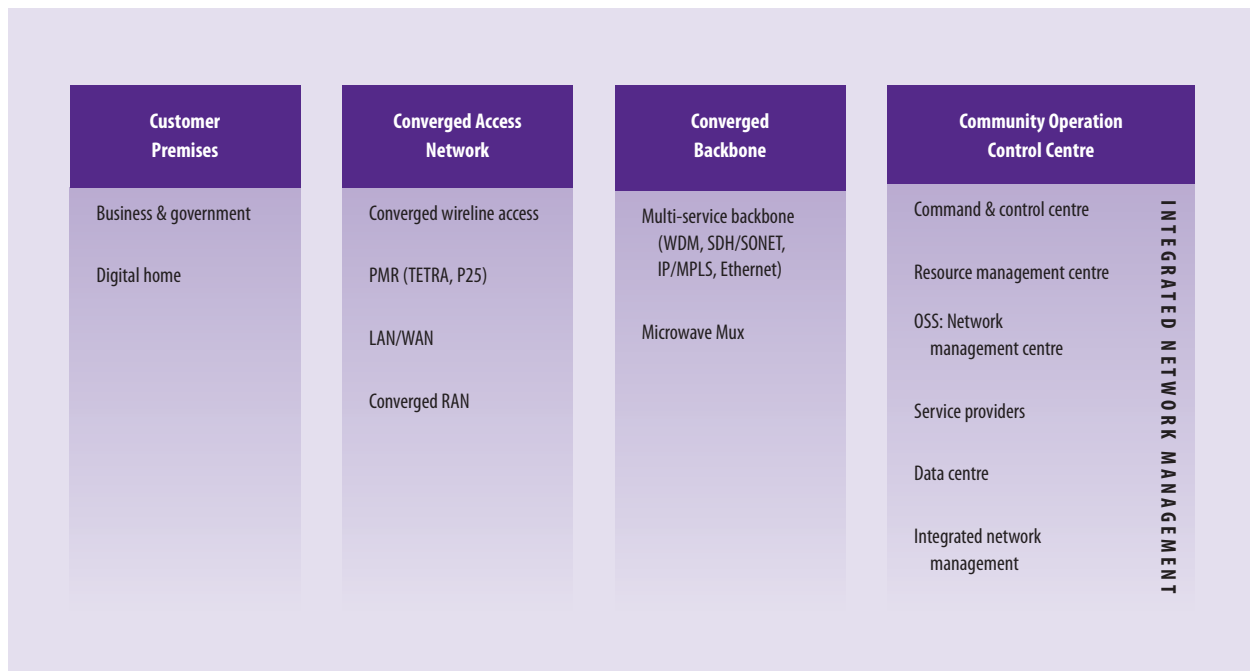 Customer
Premises
Business & government
Digital home
Converged Access
Network
Converged wireline access
PMR (TETRA, P25)
LAN/WAN
Converged RAN
Converged
Backbone
Multi-service backbone
(WDM, SDH/SONET,
IP/MPLS, Ethernet)
Microwave Mux
Community Operation
Control Centre
Command & control centre
Resource management centre
OSS: Network
management centre
Service providers
Data centre
Integrated network
management
INTEGRATED NETWORK MANAGEMENT